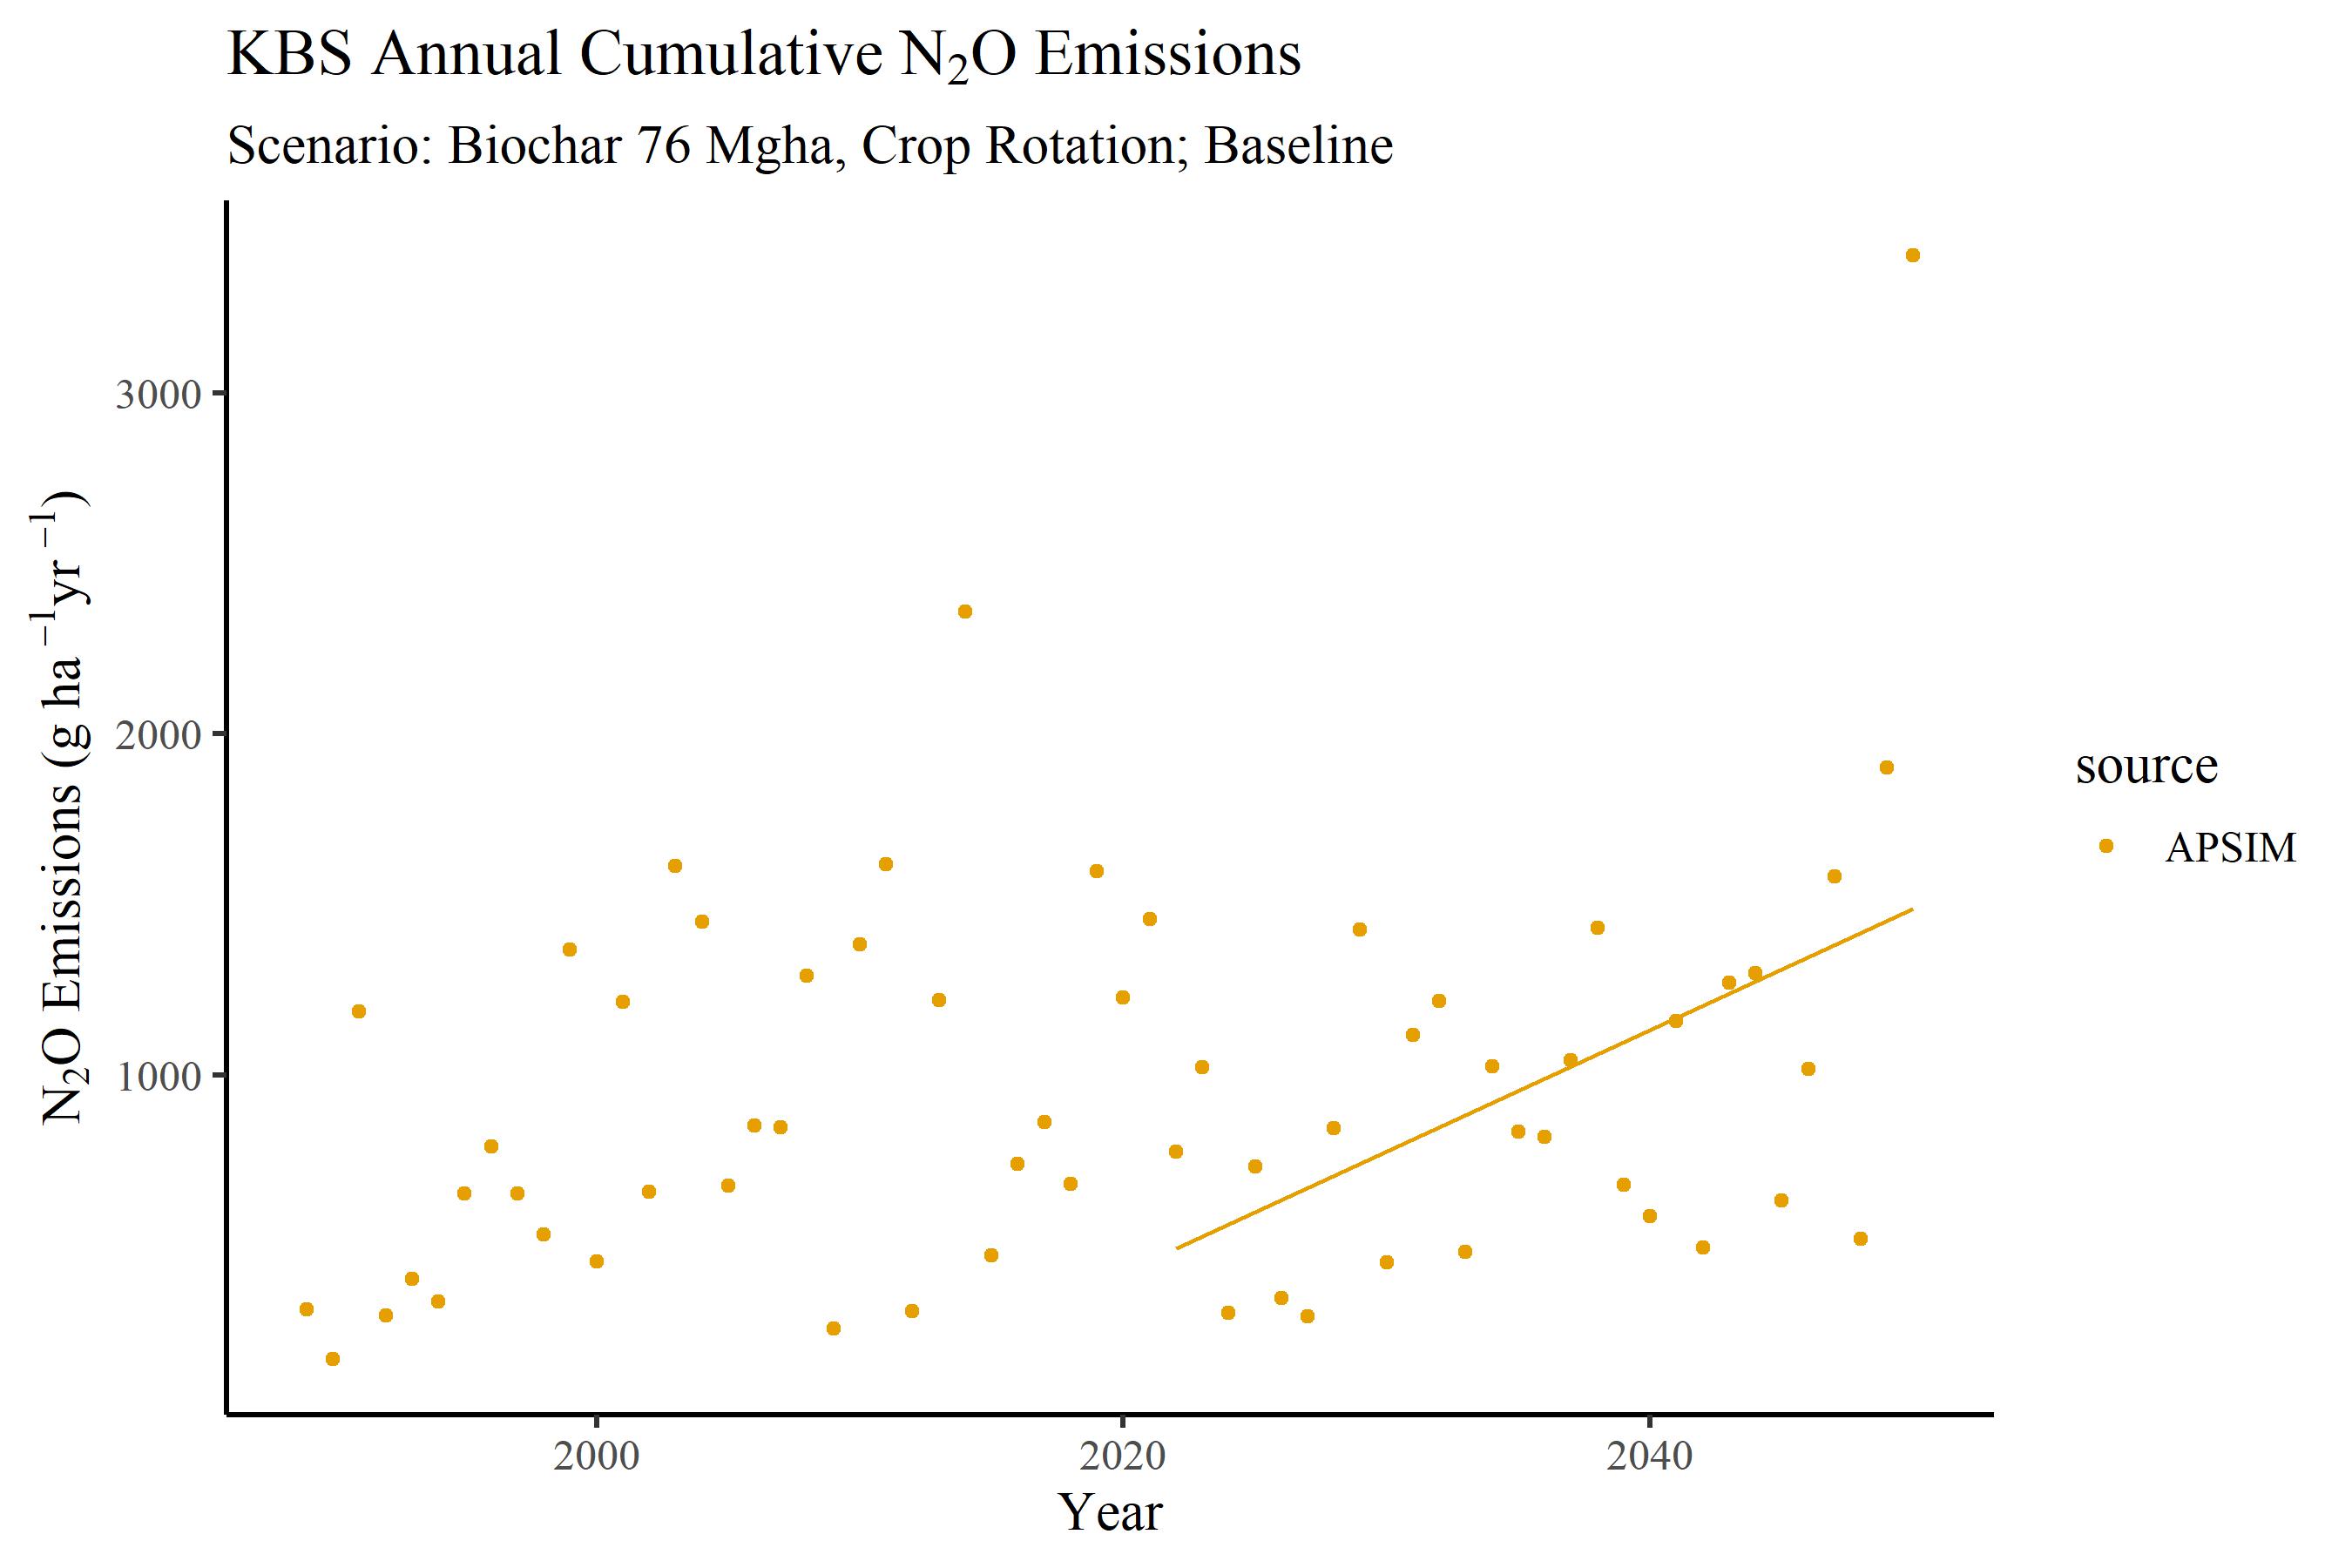 KBS Annual Cumulative N₂O Emissions
Scenario: Biochar 76 Mgha, Crop Rotation; Baseline
N₂O Emissions (g ha ⁻¹yr ⁻¹)
3000
2000
1000
2000
2020
2040
Year
source
APSIM